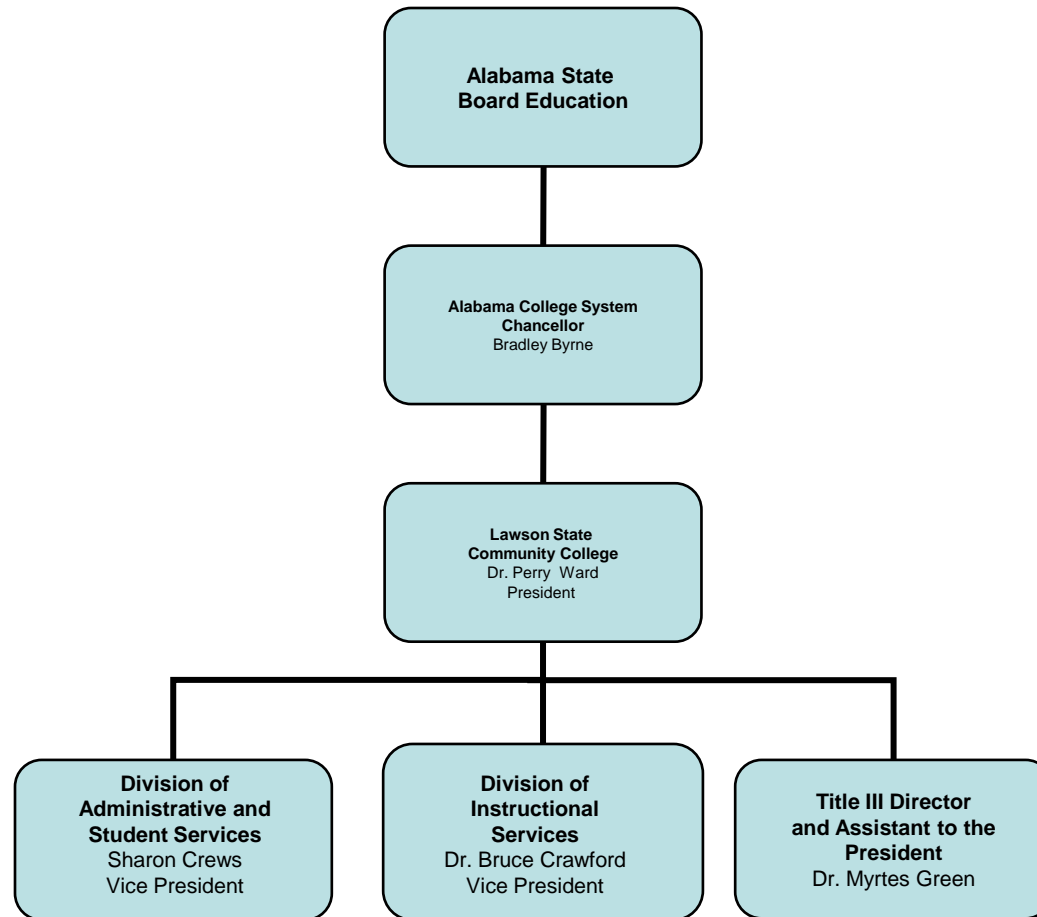 Alabama State
Board Education
Alabama College System
Chancellor
Bradley Byrne
Lawson State
Community College
Dr. Perry  Ward
President
Division of
Administrative and
Student Services
Sharon Crews
Vice President
Division of
Instructional
Services
Dr. Bruce Crawford
Vice President
Title III Director
and Assistant to the
President
Dr. Myrtes Green